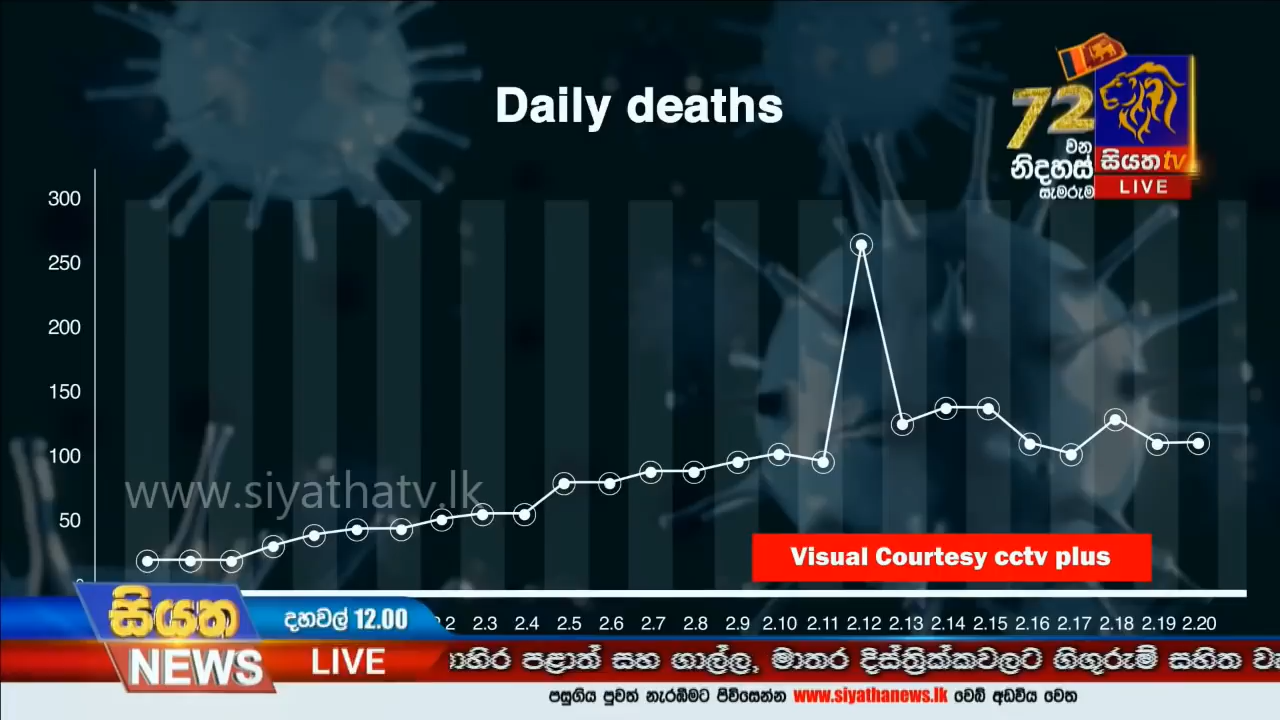 Daily deaths
72
වන
නිදහස්
සැමරුම
සියත tv
LIVE
300
250
200
150
100
50
www.siyathatv.lk
Visual Courtesy cctv plus
2 2.3 2.4 2.5 2.6 2.7 2.8 2.9 2.10 2.11 2.12 2.13 2.14 2.15 2.16 2.17 2.18 2.19 2.20
සියත
NEWS
දහවල් 12.00
LIVE
පළාත් සහ ගාල්ල, මාතර දිස්ත්‍රික්කවලට ගිගුරුම් සහිත
පසුගිය පුවත් නැරඹීමට පිවිසෙන්න www.siyathanews.lk වෙබ් අඩවිය වෙත